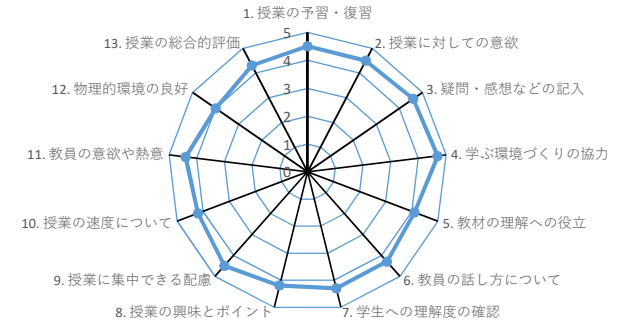 1. 授業の予習・復習
2. 授業に対しての意欲
3. 疑問・感想などの記入
4. 学ぶ環境づくりの協力
5. 教材の理解への役立
6. 教員の話し方について
7. 学生への理解度の確認
8. 授業の興味とポイント
9. 授業に集中できる配慮
10. 授業の速度について
11. 教員の意欲や熱意
12. 物理的環境の良好
13. 授業の総合的評価
5
4
3
2
1
0